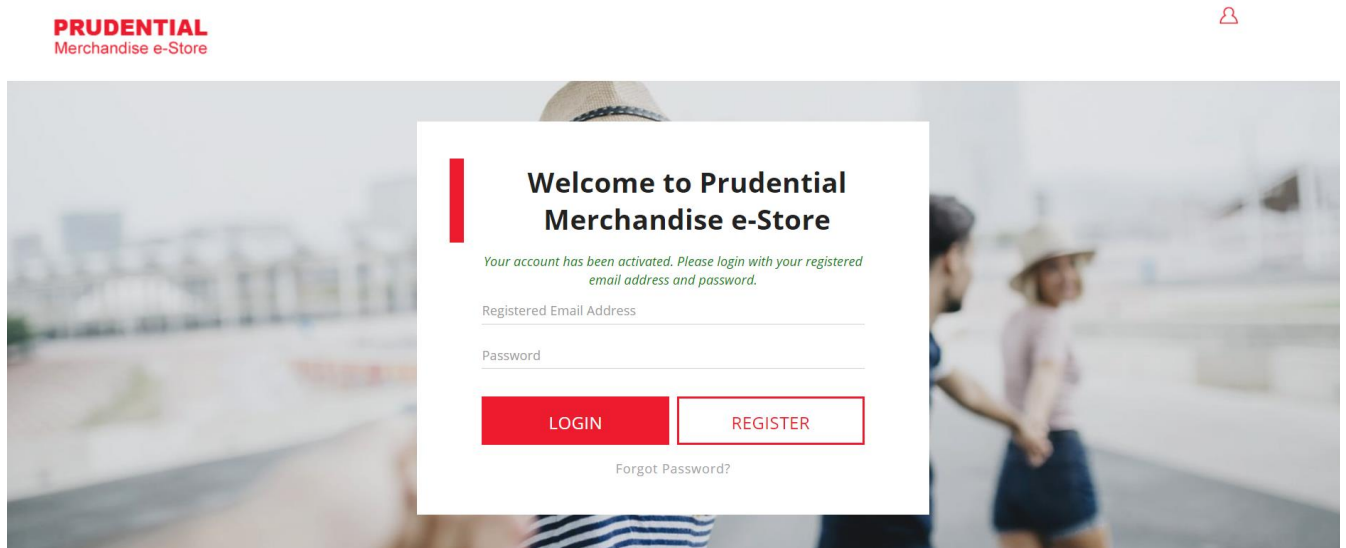 PRUDENTIAL
Merchandise e-Store
Welcome to Prudential
Merchandise e-Store
Your account has been activated. Please login with your registered
email address and password.
Registered Email Address
Password
LOGIN
REGISTER
Forgot Password?